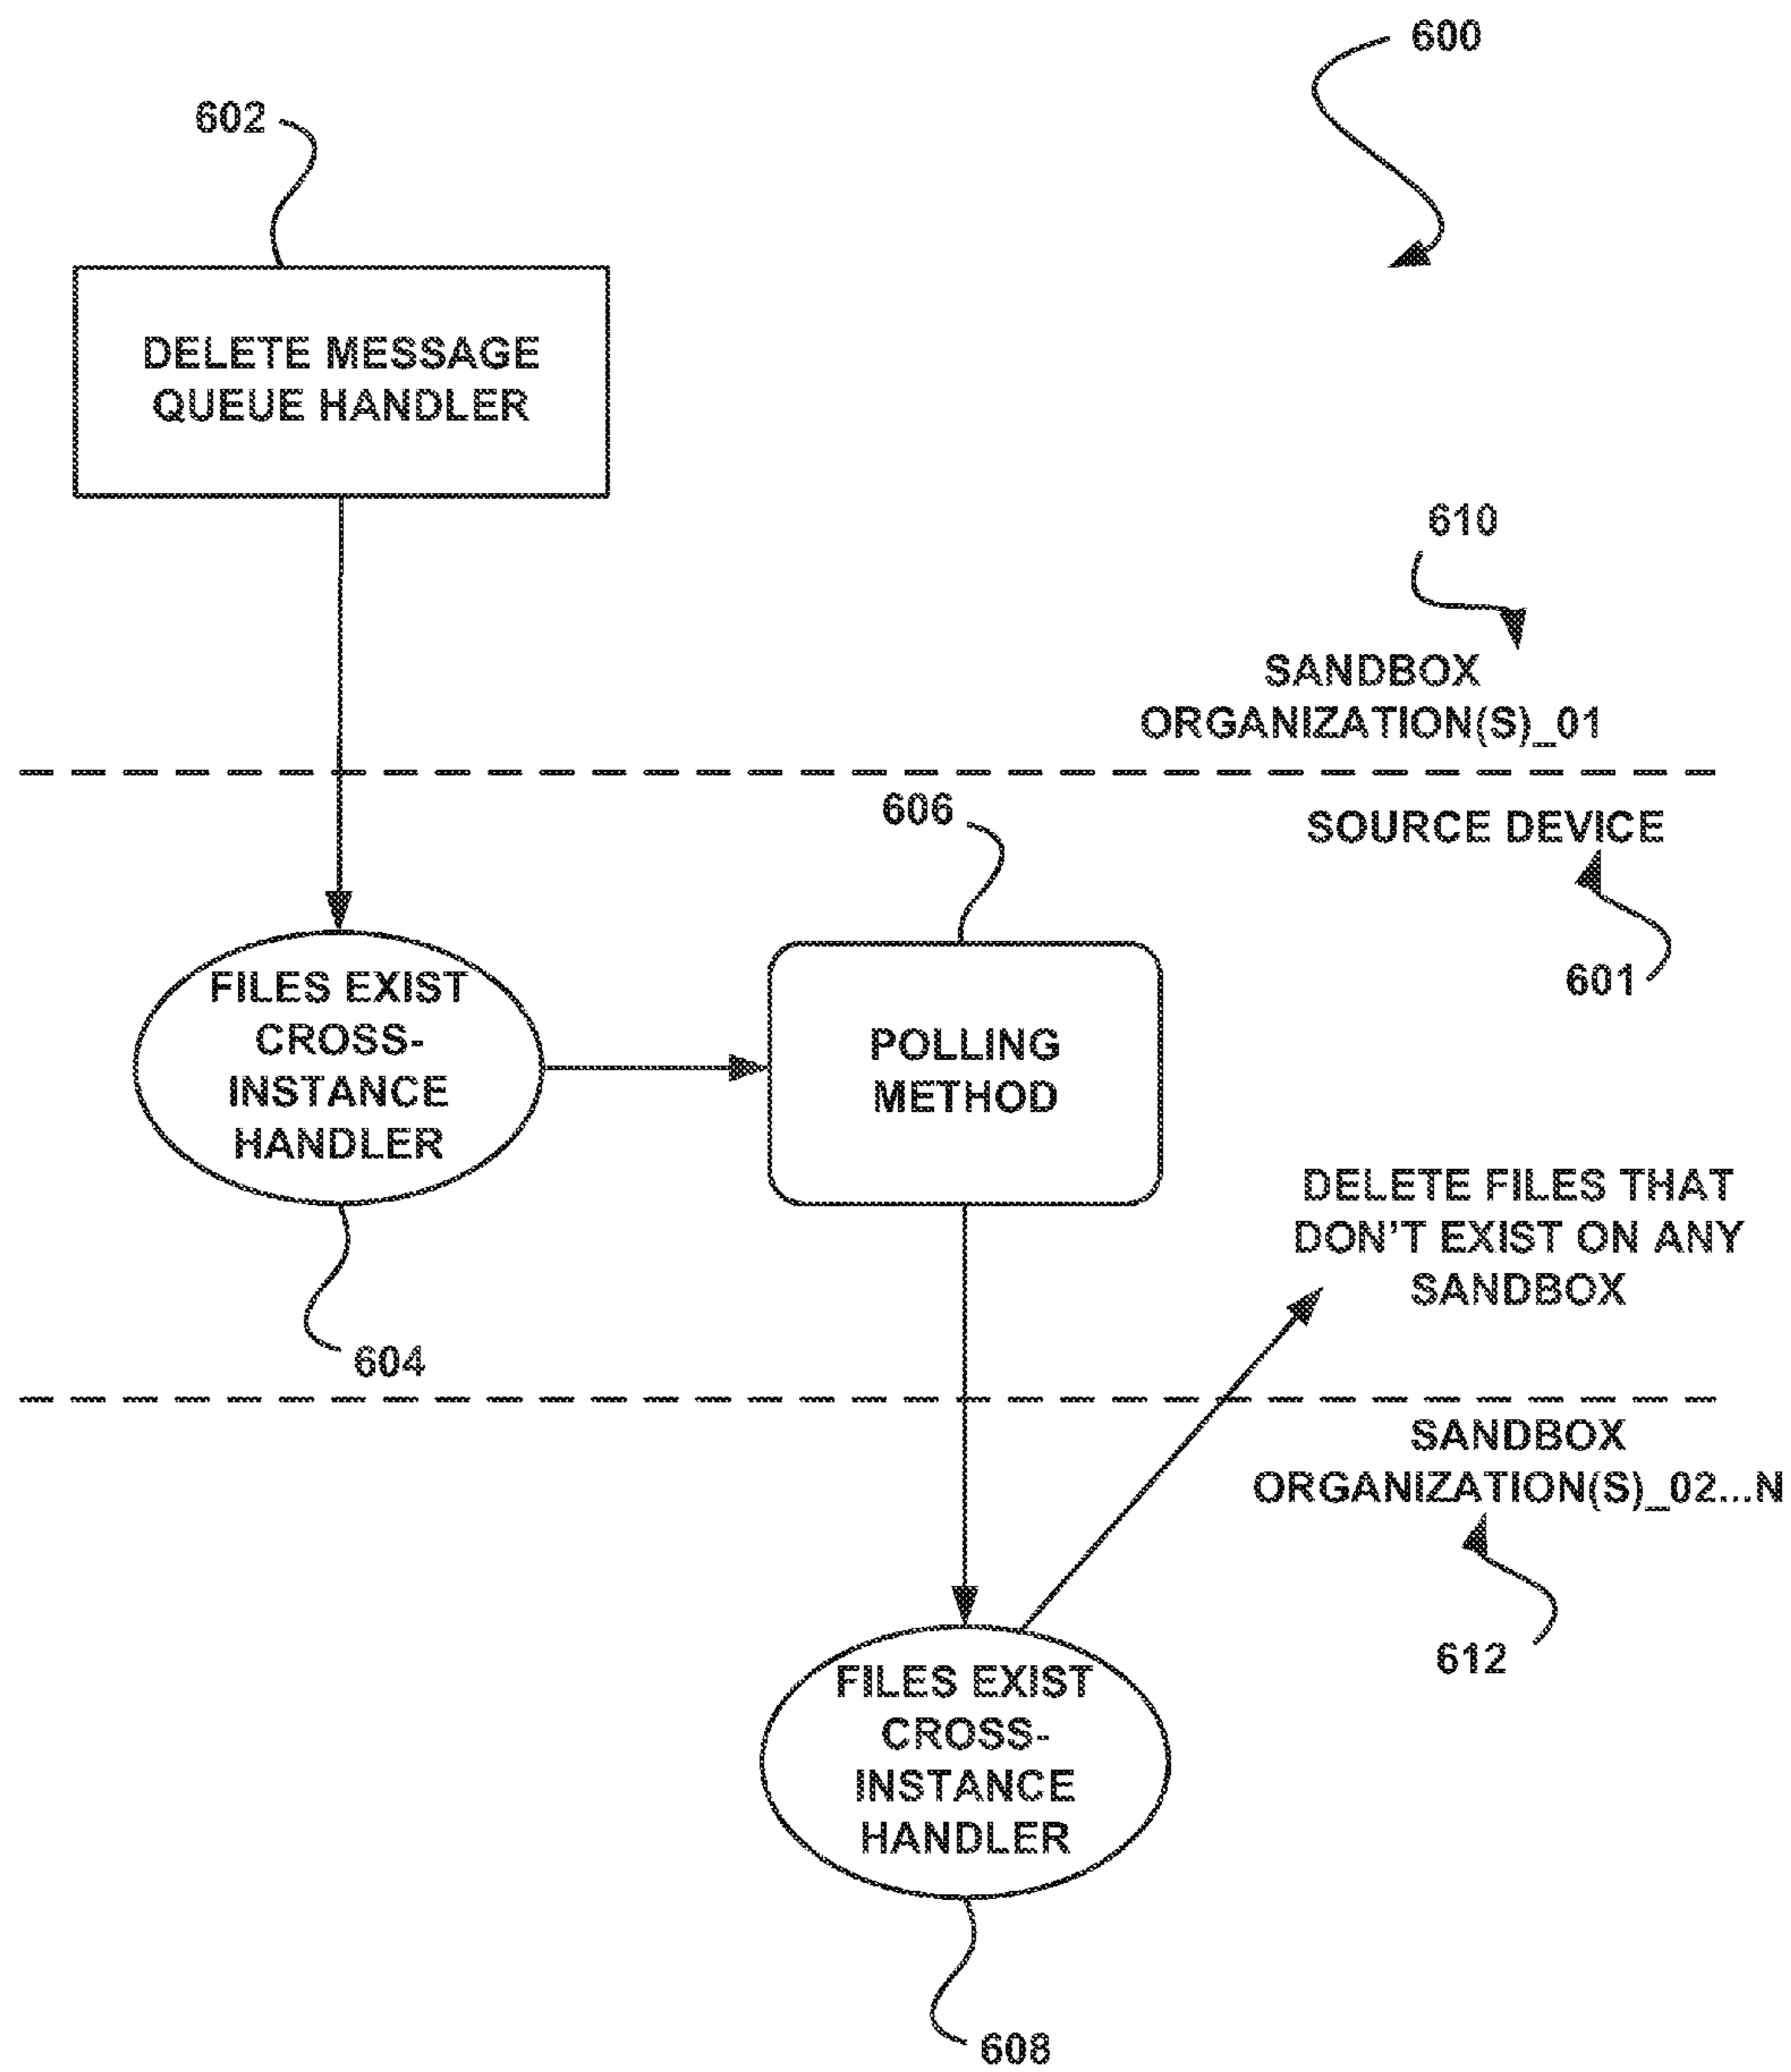 600
602
DELETE MESSAGE
QUEUE HANDLER
610
SANDBOX
ORGANIZATION(S)_01
606
SOURCE DEVICE
601
FILES EXIST
CROSS-
INSTANCE
HANDLER
POLLING
METHOD
DELETE FILES THAT
DON'T EXIST ON ANY
SANDBOX
604
SANDBOX
ORGANIZATION(S)_02...N
612
FILES EXIST
CROSS-
INSTANCE
HANDLER
608